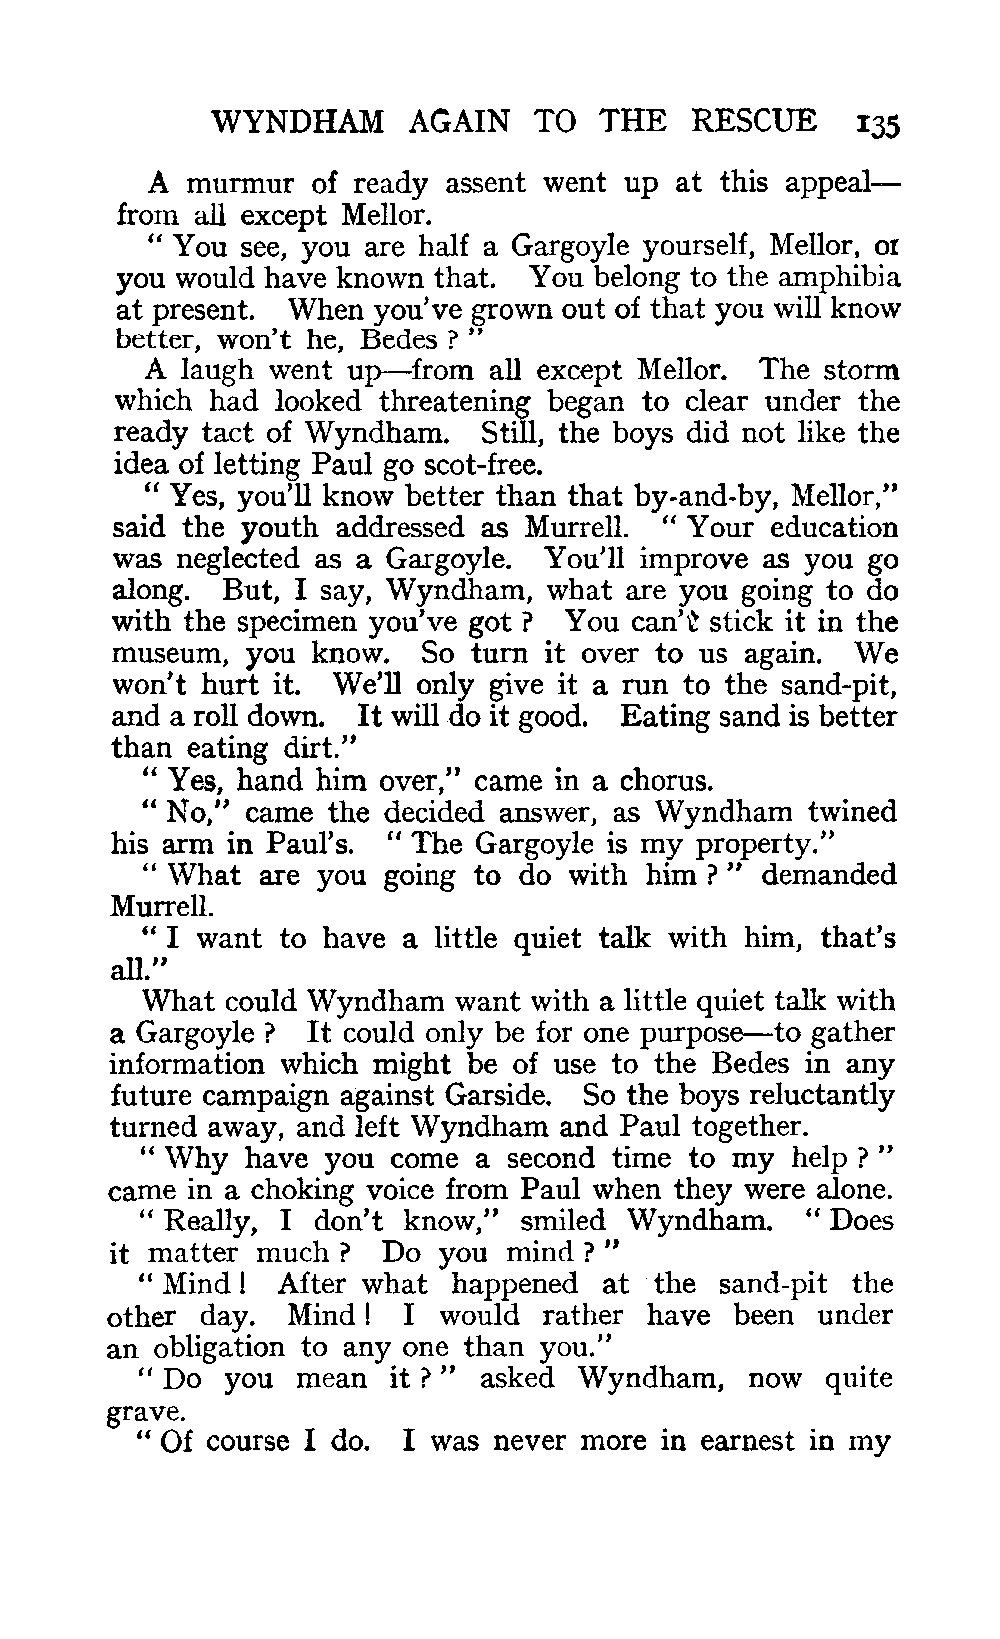 WYNDHAM AGAIN TO THE RESCUE 135
A murmur of ready assent went up at this appeal—
from all except Mellor.
“ You see, you are half a Gargoyle yourself, Mellor, or
you would have known that. You belong to the amphibia
at present. When you’ve grown out of that you will know
better, won’t he, Bedes ? ”
A laugh went up—from all except Mellor. The storm
which had looked threatening began to clear under the
ready tact of Wyndham. Still, the boys did not like the
idea of letting Paul go scot-free.
“ Yes, you’ll know better than that by-and-by, Mellor,”
said the youth addressed as Murrell. “ Your education
was neglected as a Gargoyle. You’ll improve as you go
along. But, I say, Wyndham, what are you going to do
with the specimen you’ve got ? You can’t stick it in the
museum, you know. So turn it over to us again. We
won’t hurt it. We’ll only give it a run to the sand-pit,
and a roll down. It will do it good. Eating sand is better
than eating dirt.”
“ Yes, hand him over,” came in a chorus.
“ No,” came the decided answer, as Wyndham twined
his arm in Paul’s. “ The Gargoyle is my property.”
“ What are you going to do with him ? ” demanded
Murrell.
“ I want to have a little quiet talk with him, that’s
all.”
What could Wyndham want with a little quiet talk with
a Gargoyle ? It could only be for one purpose—to gather
information which might be of use to the Bedes in any
future campaign against Garside. So the boys reluctantly
turned away, and left Wyndham and Paul together.
“ Why have you come a second time to my help ? ”
came in a choking voice from Paul when they were alone.
“ Really, I don’t know,” smiled Wyndham. “ Does
it matter much ? Do you mind ? ”
“ Mind ! After what happened at the sand-pit the
other day. Mind ! I would rather have been under
an obligation to any one than you.”
“ Do you mean it ? ” asked Wyndham, now quite
grave.
“ Of course I do. I was never more in earnest in my